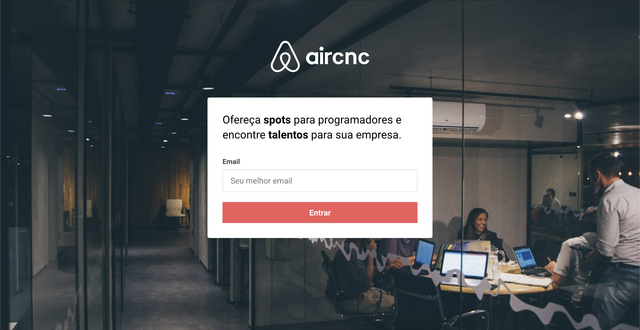 aircnc
Ofereça spots para programadores e
encontre talentos para sua empresa.
Email
Seu melhor email
Entrar